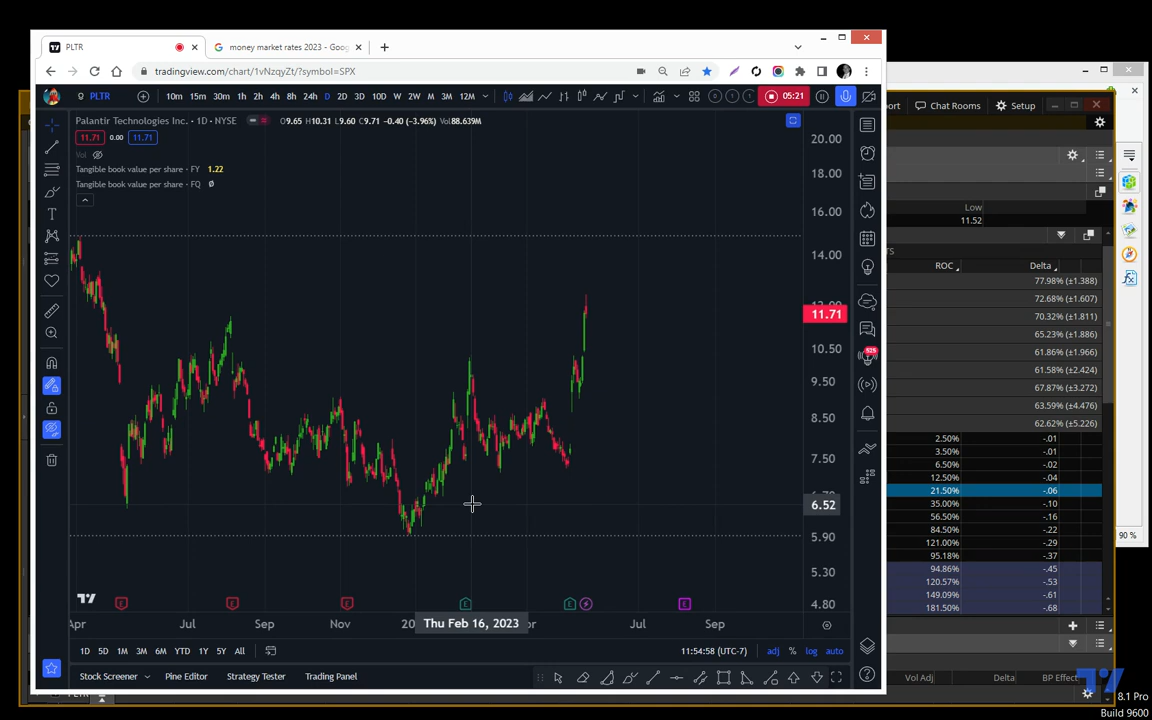 PLTR
money market rates 2023 - Goog
tradingview.com/chart/1vNzqyZt/?symbol=SPX
PLTR 10m 15m 30m 1h 2h 4h 8h 24h D 2D 3D 10D W 2W M 3M 12M 05:21
Chat Rooms Setup
Palantir Technologies Inc. · 1D · NYSE O9.65 H10.31 L9.60 C9.71 -0.40 (-3.96%) Vol88.639M
11.71 0.00 11.71
Vol
Tangible book value per share · FY 1.22
Tangible book value per share · FQ Ø
20.00
18.00
16.00
14.00
11.71
10.50
9.50
8.50
7.50
6.52
5.90
5.30
4.80
525
E E E E E E
Apr Jul Sep Nov 20 Thu Feb 16, 2023 Jul Sep
1D 5D 1M 3M 6M YTD 1Y 5Y All 11:54:58 (UTC-7) adj % log auto
Stock Screener Pine Editor Strategy Tester Trading Panel
Low
11.52
ROC Delta
77.98% (±1.388)
72.68% (±1.607)
70.32% (±1.811)
65.23% (±1.886)
61.86% (±1.966)
61.58% (±2.424)
67.87% (±3.272)
63.59% (±4.476)
62.62% (±5.226)
2.50% -.01
3.50% -.01
6.50% -.02
12.50% -.04
21.50% -.06
35.00% -.10
56.50% -.16
84.50% -.22
121.00% -.29
95.18% -.37
94.86% -.45
120.57% -.53
149.09% -.61
181.50% -.68
90 %
Vol Adj Delta BP Effect
8.1 Pro
Build 9600